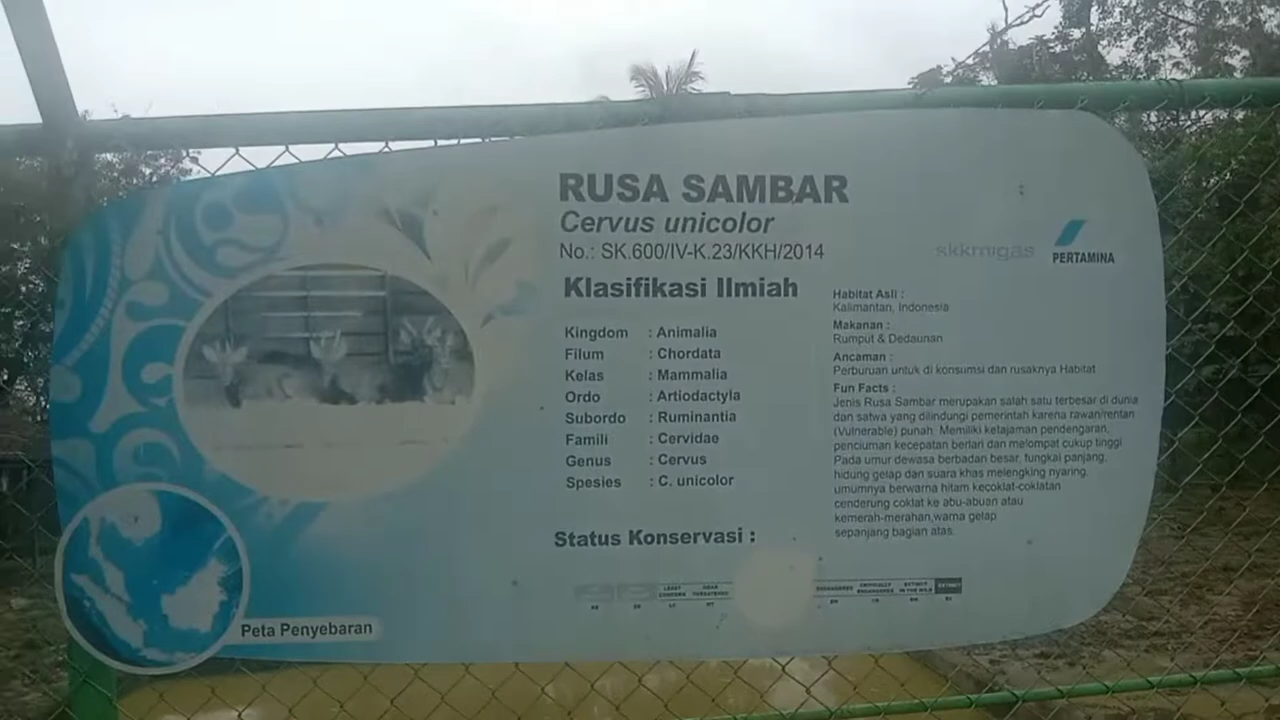 RUSA SAMBAR
Cervus unicolor
No.: SK.600/IV-K.23/KKH/2014
skkmigas
PERTAMINA
Klasifikasi Ilmiah
Kingdom : Animalia
Filum : Chordata
Kelas : Mammalia
Ordo : Artiodactyla
Subordo : Ruminantia
Famili : Cervidae
Genus : Cervus
Spesies : C. unicolor
Habitat Asli :
Kalimantan, Indonesia
Makanan :
Rumput & Dedaunan
Ancaman :
Perburuan untuk di konsumsi dan rusaknya Habitat
Fun Facts :
Jenis Rusa Sambar merupakan salah satu terbesar di dunia
dan satwa yang dilindungi pemerintah karena rawan/rentan
(Vulnerable) punah. Memiliki ketajaman pendengaran,
penciuman kecepatan berlari dan melompat cukup tinggi
Pada umur dewasa berbadan besar, fungkai panjang,
hidung gelap dan suara khas melengking nyaring,
umumnya berwarna hitam kecoklat-coklatan
cenderung coklat ke abu-abuan atau
kemerah-merahan,warna gelap
sepanjang bagian atas.
Status Konservasi :
LEAST CONCERN
NEAR THREATENED
ENDANGERED
CRITICALLY ENDANGERED
EXTINCT IN THE WILD
EXTINCT
Peta Penyebaran